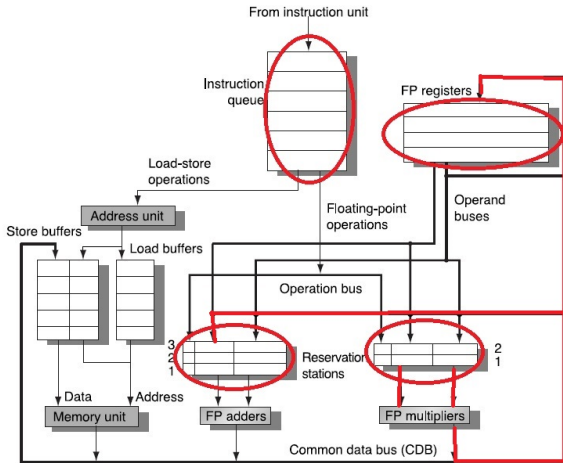 From instruction unit
Instruction
queue
FP registers
Load-store
operations
Address unit
Floating-point
operations
Operand
buses
Store buffers
Load buffers
Operation bus
3
2
1
Reservation
stations
2
1
Data
Address
Memory unit
FP adders
FP multipliers
Common data bus (CDB)